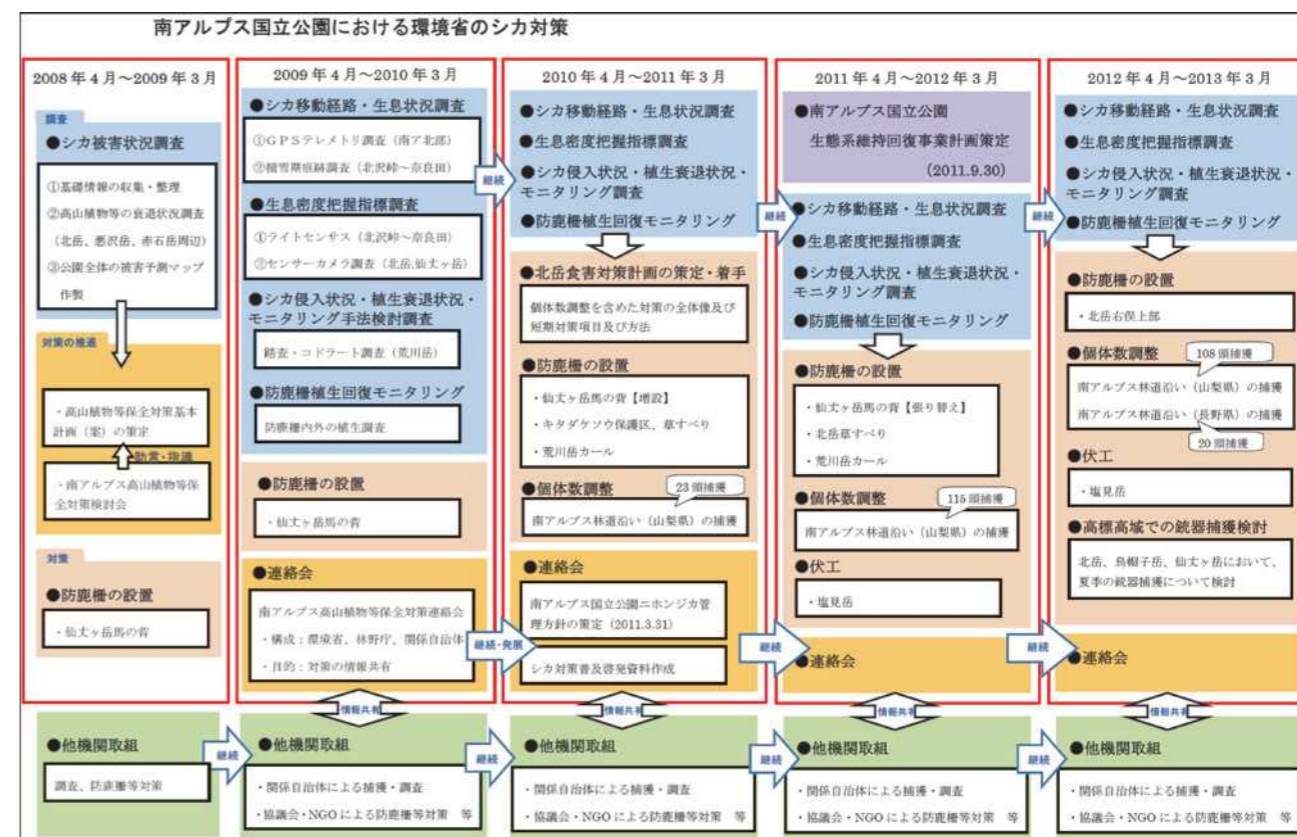 南アルプス国立公園における環境省のシカ対策
2008年4月～2009年3月
調査
●シカ被害状況調査
①基礎情報の収集・整理
②高山植物等の衰退状況調査
（北岳、悪沢岳、赤石岳周辺）
③公園全体の被害予測マップ
作製
対策の推進
・高山植物等保全対策基本
計画（案）の策定
助言・指導
・南アルプス高山植物等保
全対策検討会
対策
●防鹿柵の設置
・仙丈ヶ岳馬の背
●他機関取組
調査、防鹿柵等対策
継続
2009年4月～2010年3月
●シカ移動経路・生息状況調査
①GPSテレメトリ調査（南ア北部）
②積雪期痕跡調査（北沢峠～奈良田）
継続
●生息密度把握指標調査
①ライトセンサス（北沢峠～奈良田）
②センサーカメラ調査（北岳,仙丈ヶ岳）
●シカ侵入状況・植生衰退状況・
モニタリング手法検討調査
踏査・コドラート調査（荒川岳）
●防鹿柵植生回復モニタリング
防鹿柵内外の植生調査
●防鹿柵の設置
・仙丈ヶ岳馬の背
●連絡会
南アルプス高山植物等保全対策連絡会
・構成：環境省、林野庁、関係自治体
・目的：対策の情報共有
継続・発展
情報共有
●他機関取組
・関係自治体による捕獲・調査
・協議会・NGOによる防鹿柵等対策　等
継続
2010年4月～2011年3月
●シカ移動経路・生息状況調査
●生息密度把握指標調査
●シカ侵入状況・植生衰退状況・
モニタリング調査
●防鹿柵植生回復モニタリング
継続
●北岳食害対策計画の策定・着手
個体数調整を含めた対策の全体像及び
短期対策項目及び方法
●防鹿柵の設置
・仙丈ヶ岳馬の背【増設】
・キタダケソウ保護区、草すべり
・荒川岳カール
●個体数調整
23頭捕獲
南アルプス林道沿い（山梨県）の捕獲
●連絡会
南アルプス国立公園ニホンジカ管
理方針の策定（2011.3.31）
シカ対策普及啓発資料作成
継続
情報共有
●他機関取組
・関係自治体による捕獲・調査
・協議会・NGOによる防鹿柵等対策　等
継続
2011年4月～2012年3月
●南アルプス国立公園
生態系維持回復事業計画策定
（2011.9.30）
●シカ移動経路・生息状況調査
●生息密度把握指標調査
●シカ侵入状況・植生衰退状況・
モニタリング調査
●防鹿柵植生回復モニタリング
継続
●防鹿柵の設置
・仙丈ヶ岳馬の背【張り替え】
・北岳草すべり
・荒川岳カール
●個体数調整
115頭捕獲
南アルプス林道沿い（山梨県）の捕獲
●伏工
・塩見岳
●連絡会
継続
情報共有
●他機関取組
・関係自治体による捕獲・調査
・協議会・NGOによる防鹿柵等対策　等
継続
2012年4月～2013年3月
●シカ移動経路・生息状況調査
●生息密度把握指標調査
●シカ侵入状況・植生衰退状況・
モニタリング調査
●防鹿柵植生回復モニタリング
●防鹿柵の設置
・北岳右俣上部
●個体数調整
108頭捕獲
南アルプス林道沿い（山梨県）の捕獲
南アルプス林道沿い（長野県）の捕獲
20頭捕獲
●伏工
・塩見岳
●高標高域での銃器捕獲検討
北岳、烏帽子岳、仙丈ヶ岳において、
夏季の銃器捕獲について検討
●連絡会
情報共有
●他機関取組
・関係自治体による捕獲・調査
・協議会・NGOによる防鹿柵等対策　等